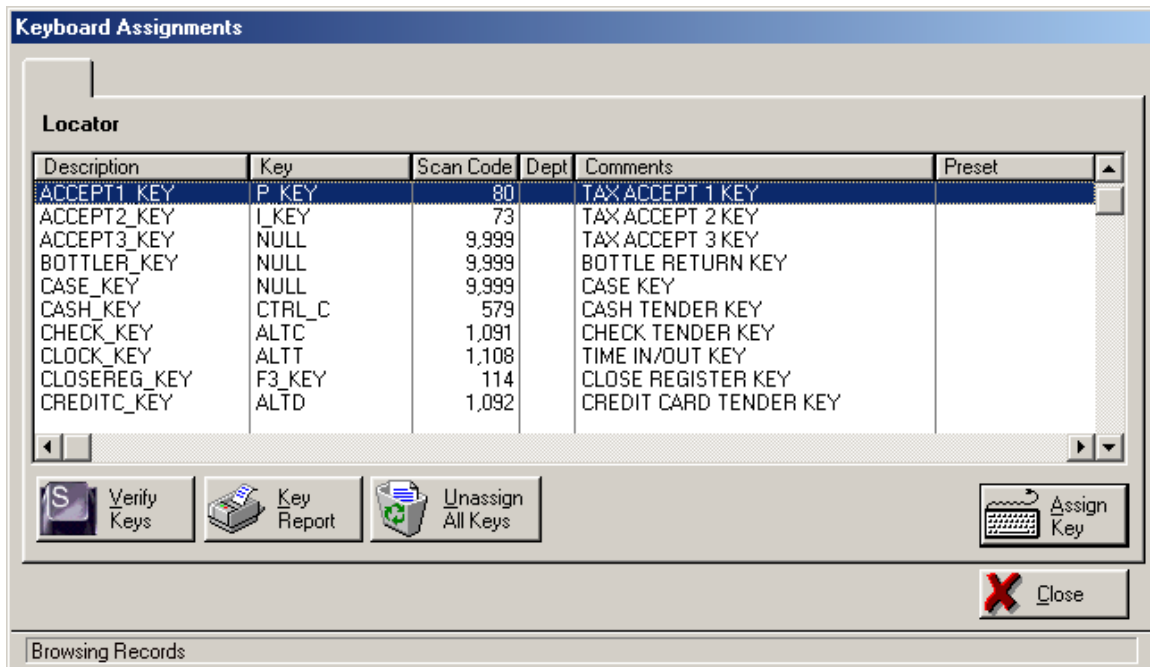 Keyboard Assignments
Locator
Description Key Scan Code Dept Comments Preset
ACCEPT1_KEY P_KEY 80 TAX ACCEPT 1 KEY
ACCEPT2_KEY I_KEY 73 TAX ACCEPT 2 KEY
ACCEPT3_KEY NULL 9,999 TAX ACCEPT 3 KEY
BOTTLER_KEY NULL 9,999 BOTTLE RETURN KEY
CASE_KEY NULL 9,999 CASE KEY
CASH_KEY CTRL_C 579 CASH TENDER KEY
CHECK_KEY ALTC 1,091 CHECK TENDER KEY
CLOCK_KEY ALTT 1,108 TIME IN/OUT KEY
CLOSEREG_KEY F3_KEY 114 CLOSE REGISTER KEY
CREDITC_KEY ALTD 1,092 CREDIT CARD TENDER KEY
S Verify Key Unassign Assign
Keys Report All Keys Key
Close
Browsing Records